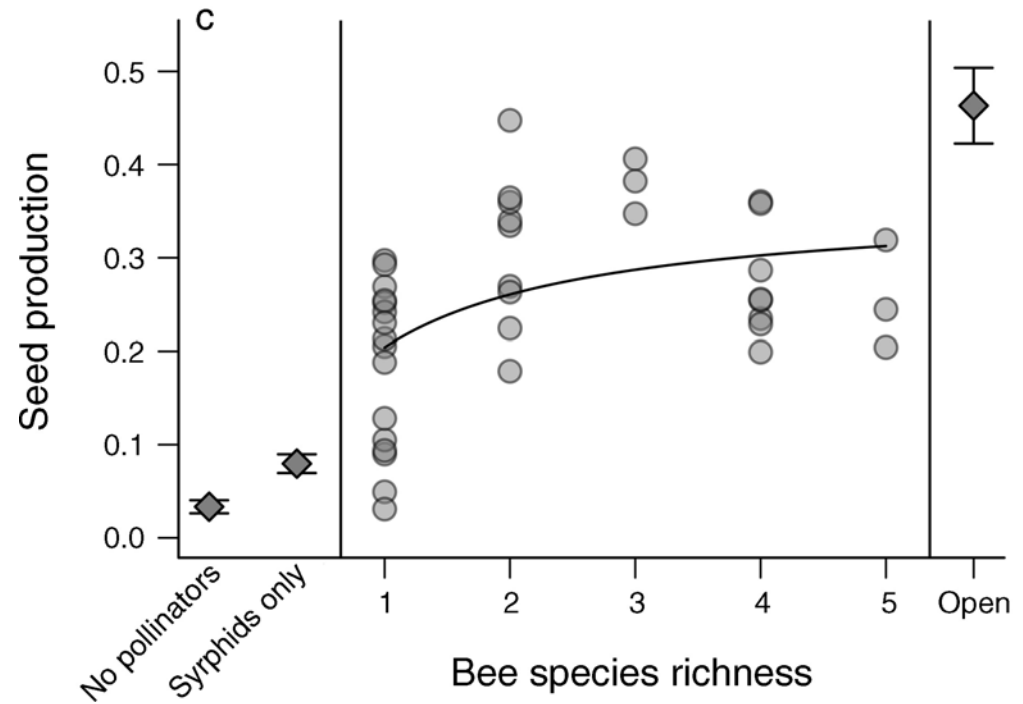 C
Seed production
0.5
0.4
0.3
0.2
0.1
0.0
No pollinators
Syrphids only
1
2
3
4
5
Open
Bee species richness